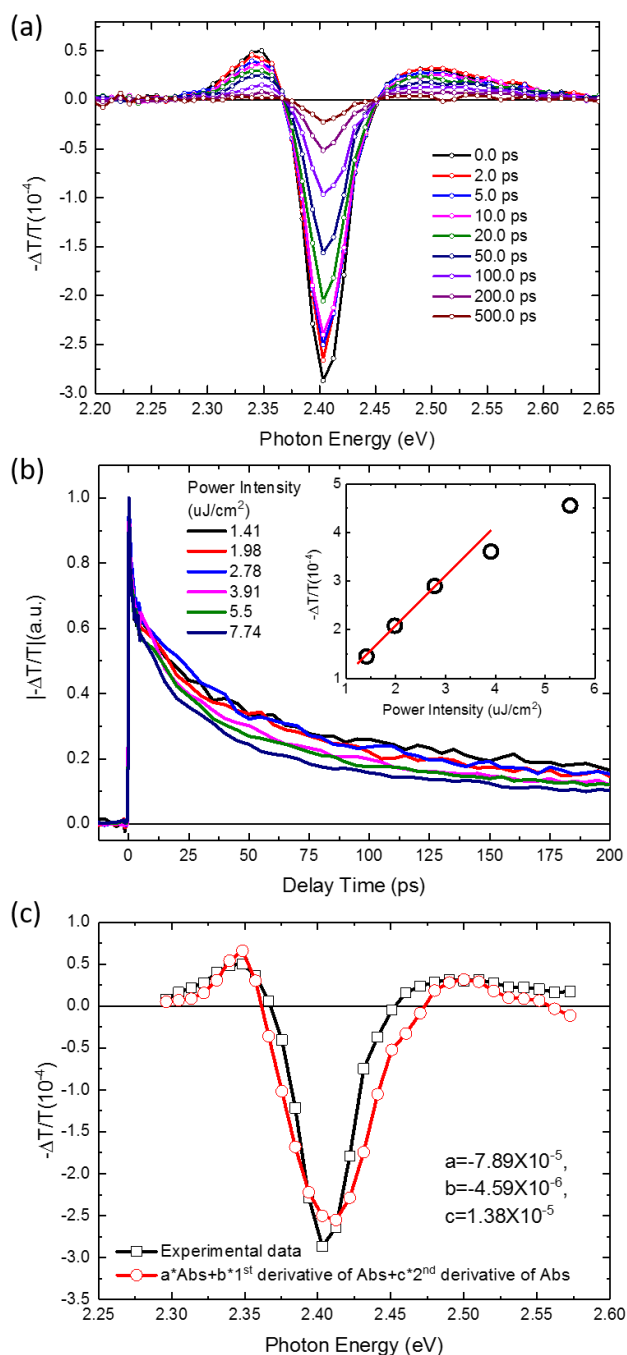 (a)
0.5
0.0
-0.5
-1.0
-1.5
-2.0
-2.5
-3.0
-ΔT/T(10⁻⁴)
0.0 ps
2.0 ps
5.0 ps
10.0 ps
20.0 ps
50.0 ps
100.0 ps
200.0 ps
500.0 ps
2.20 2.25 2.30 2.35 2.40 2.45 2.50 2.55 2.60 2.65
Photon Energy (eV)
(b)
1.0
0.8
0.6
0.4
0.2
0.0
|-ΔT/T|(a.u.)
Power Intensity
(uJ/cm²)
1.41
1.98
2.78
3.91
5.5
7.74
5
4
3
2
1
-ΔT/T(10⁻⁴)
1 2 3 4 5 6
Power Intensity (uJ/cm²)
0 25 50 75 100 125 150 175 200
Delay Time (ps)
(c)
1.0
0.5
0.0
-0.5
-1.0
-1.5
-2.0
-2.5
-3.0
-3.5
-ΔT/T(10⁻⁴)
a=-7.89X10⁻⁵,
b=-4.59X10⁻⁶,
c=1.38X10⁻⁵
Experimental data
a*Abs+b*1ˢᵗ derivative of Abs+c*2ⁿᵈ derivative of Abs
2.25 2.30 2.35 2.40 2.45 2.50 2.55 2.60
Photon Energy (eV)